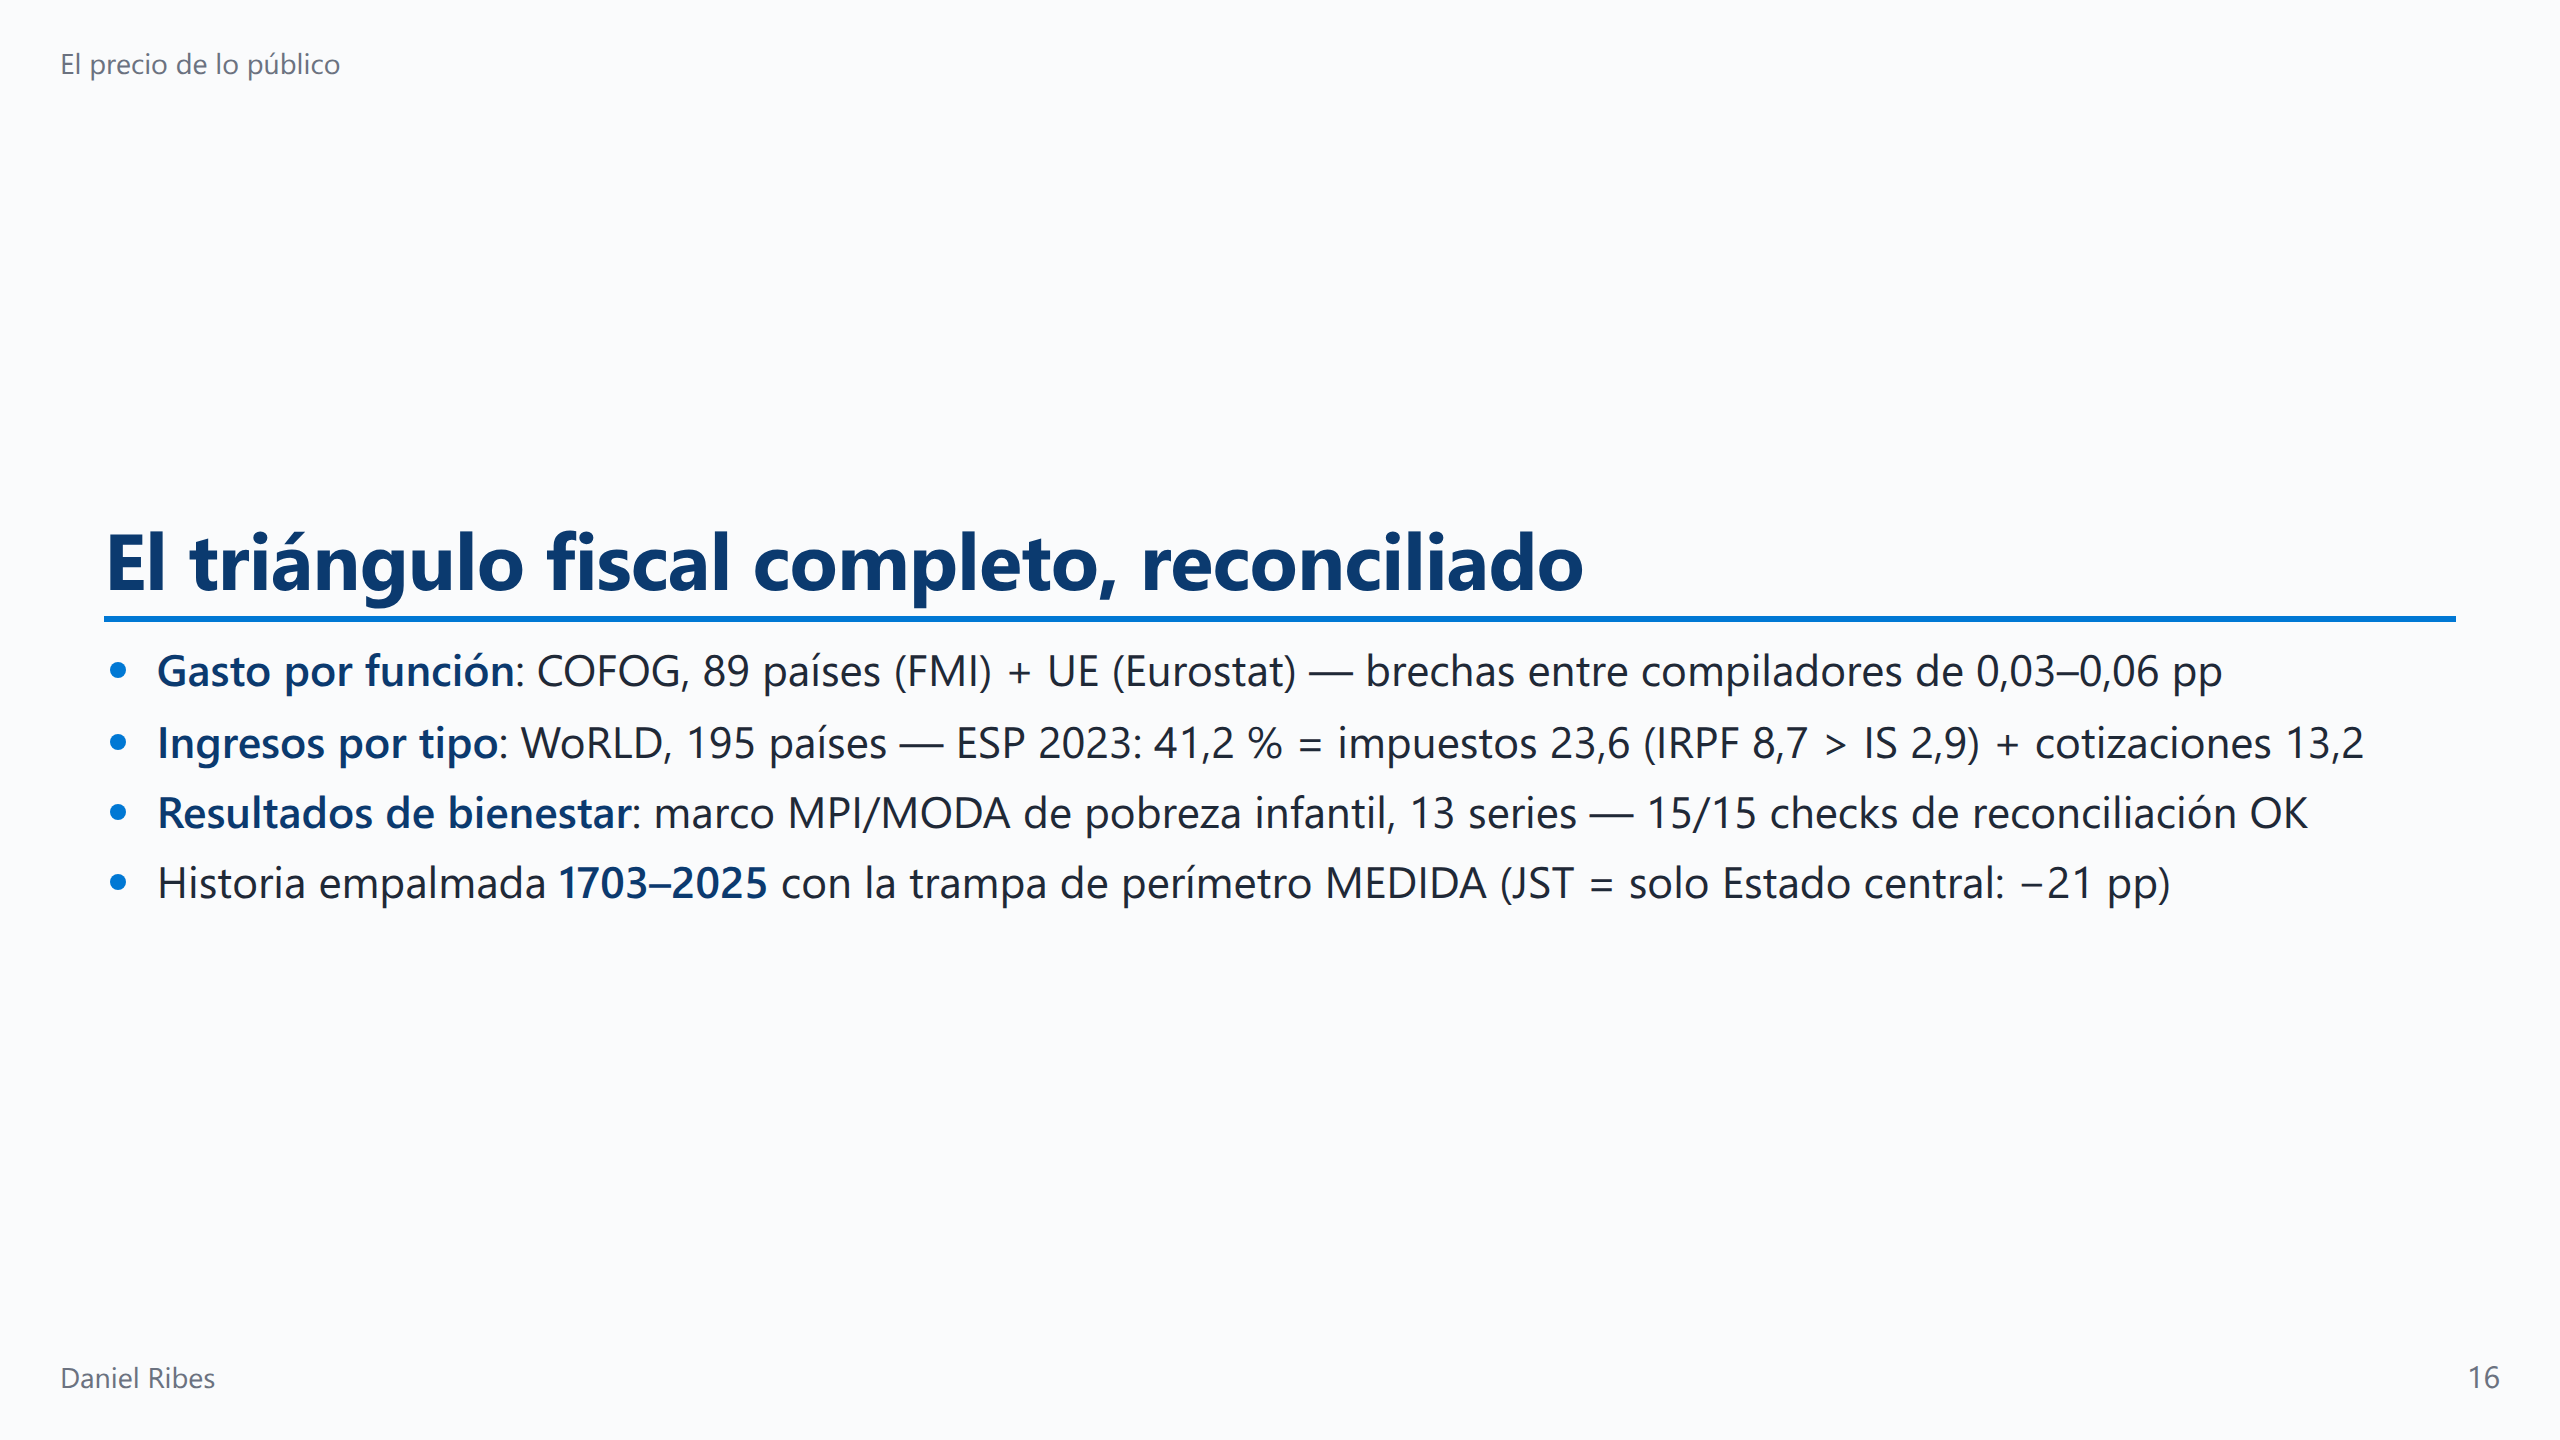 El precio de lo público
El triángulo fiscal completo, reconciliado
• Gasto por función: COFOG, 89 países (FMI) + UE (Eurostat) — brechas entre compiladores de 0,03–0,06 pp
• Ingresos por tipo: WoRLD, 195 países — ESP 2023: 41,2 % = impuestos 23,6 (IRPF 8,7 > IS 2,9) + cotizaciones 13,2
• Resultados de bienestar: marco MPI/MODA de pobreza infantil, 13 series — 15/15 checks de reconciliación OK
• Historia empalmada 1703–2025 con la trampa de perímetro MEDIDA (JST = solo Estado central: −21 pp)
Daniel Ribes
16